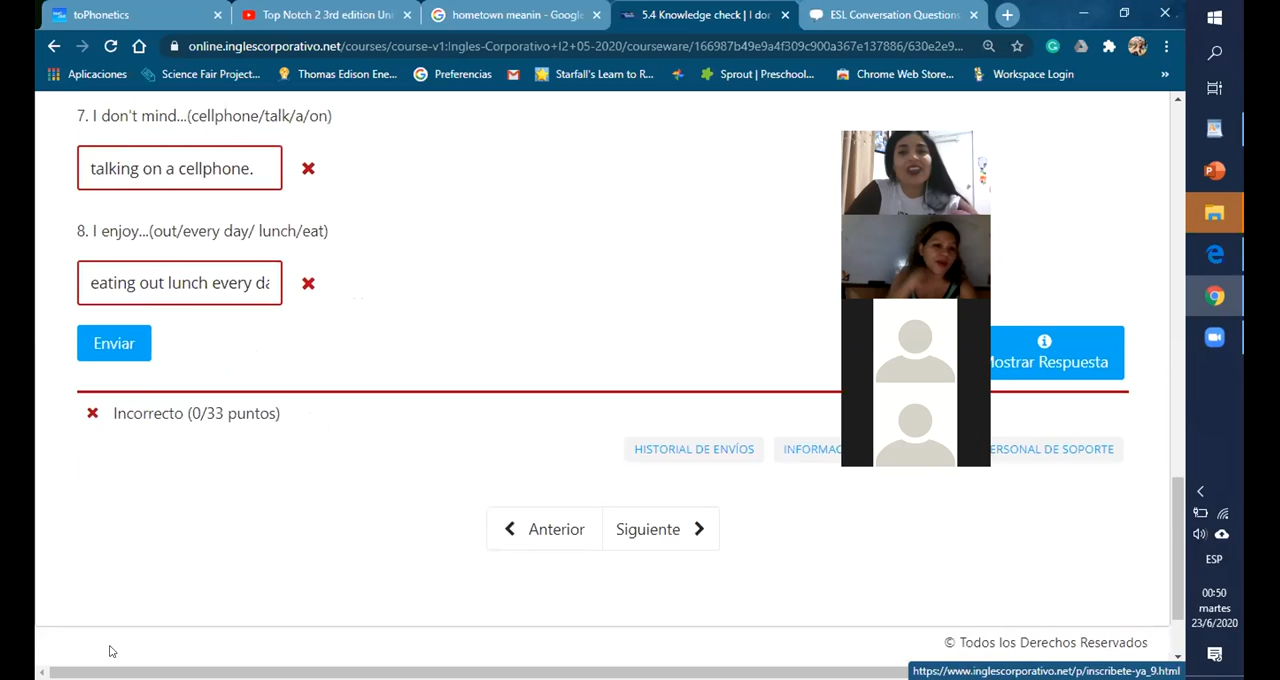 toPhonetics
Top Notch 2 3rd edition Uni
hometown meanin - Google
5.4 Knowledge check | I dor
ESL Conversation Questions
online.inglescorporativo.net/courses/course-v1:Ingles-Corporativo+I2+05-2020/courseware/166987b49e9a4f309c900a367e137886/630e2e9...
Aplicaciones
Science Fair Project...
Thomas Edison Ene...
Preferencias
Starfall's Learn to R...
Sprout | Preschool...
Chrome Web Store...
Workspace Login
7. I don't mind...(cellphone/talk/a/on)
talking on a cellphone.
8. I enjoy...(out/every day/ lunch/eat)
eating out lunch every da
Enviar
Mostrar Respuesta
Incorrecto (0/33 puntos)
HISTORIAL DE ENVÍOS
INFORMAC
ERSONAL DE SOPORTE
Anterior
Siguiente
© Todos los Derechos Reservados
https://www.inglescorporativo.net/p/inscribete-ya_9.html
ESP
00:50
martes
23/6/2020